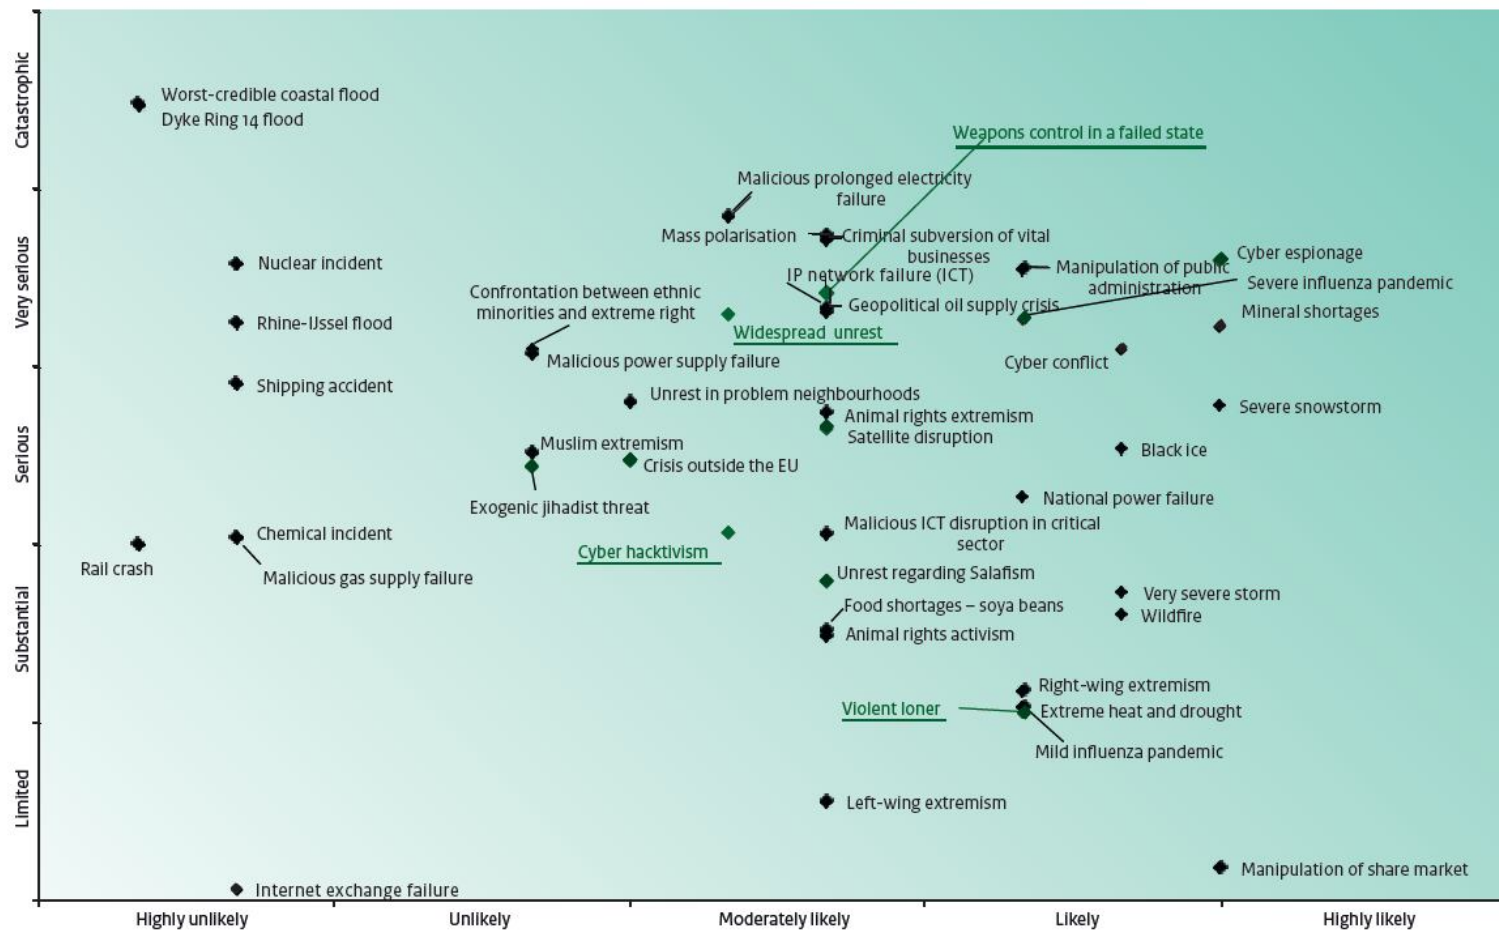 Catastrophic
Very serious
Serious
Substantial
Limited
Worst-credible coastal flood
Dyke Ring 14 flood
Weapons control in a failed state
Malicious prolonged electricity
failure
Mass polarisation
Criminal subversion of vital
businesses
Cyber espionage
Nuclear incident
IP network failure (ICT)
Manipulation of public
administration
Severe influenza pandemic
Confrontation between ethnic
minorities and extreme right
Geopolitical oil supply crisis
Mineral shortages
Rhine-IJssel flood
Widespread unrest
Malicious power supply failure
Cyber conflict
Shipping accident
Unrest in problem neighbourhoods
Animal rights extremism
Severe snowstorm
Satellite disruption
Muslim extremism
Black ice
Crisis outside the EU
Exogenic jihadist threat
National power failure
Malicious ICT disruption in critical
sector
Chemical incident
Cyber hacktivism
Rail crash
Malicious gas supply failure
Unrest regarding Salafism
Very severe storm
Food shortages – soya beans
Wildfire
Animal rights activism
Right-wing extremism
Violent loner
Extreme heat and drought
Mild influenza pandemic
Left-wing extremism
Manipulation of share market
Internet exchange failure
Highly unlikely
Unlikely
Moderately likely
Likely
Highly likely